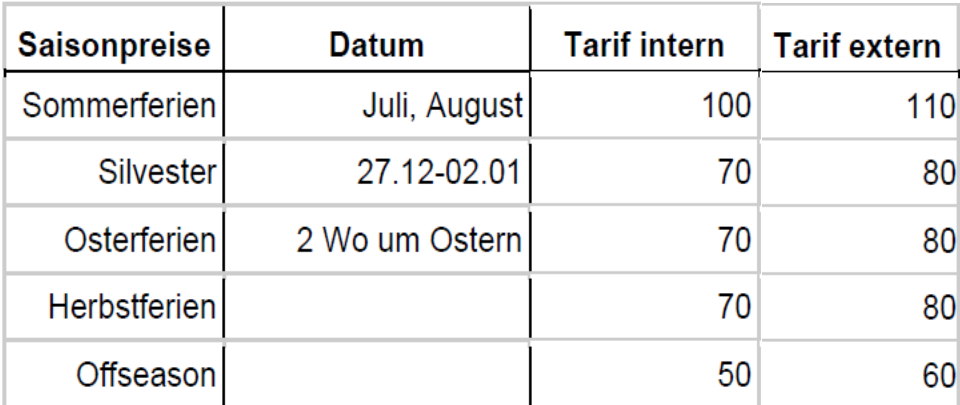 Saisonpreise Datum Tarif intern Tarif extern
Sommerferien Juli, August 100 110
Silvester 27.12-02.01 70 80
Osterferien 2 Wo um Ostern 70 80
Herbstferien 70 80
Offseason 50 60